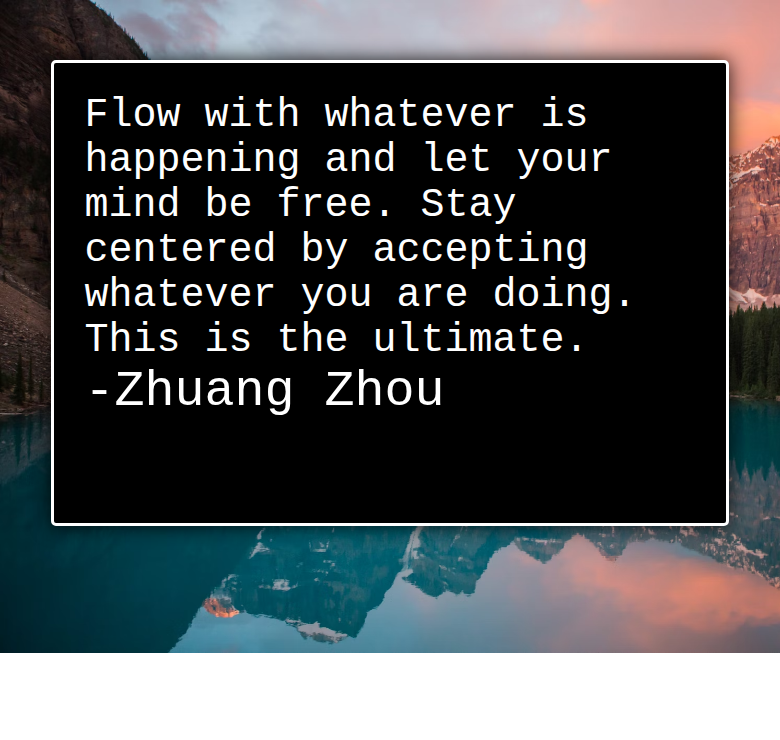 Flow with whatever is
happening and let your
mind be free. Stay
centered by accepting
whatever you are doing.
This is the ultimate.
-Zhuang Zhou